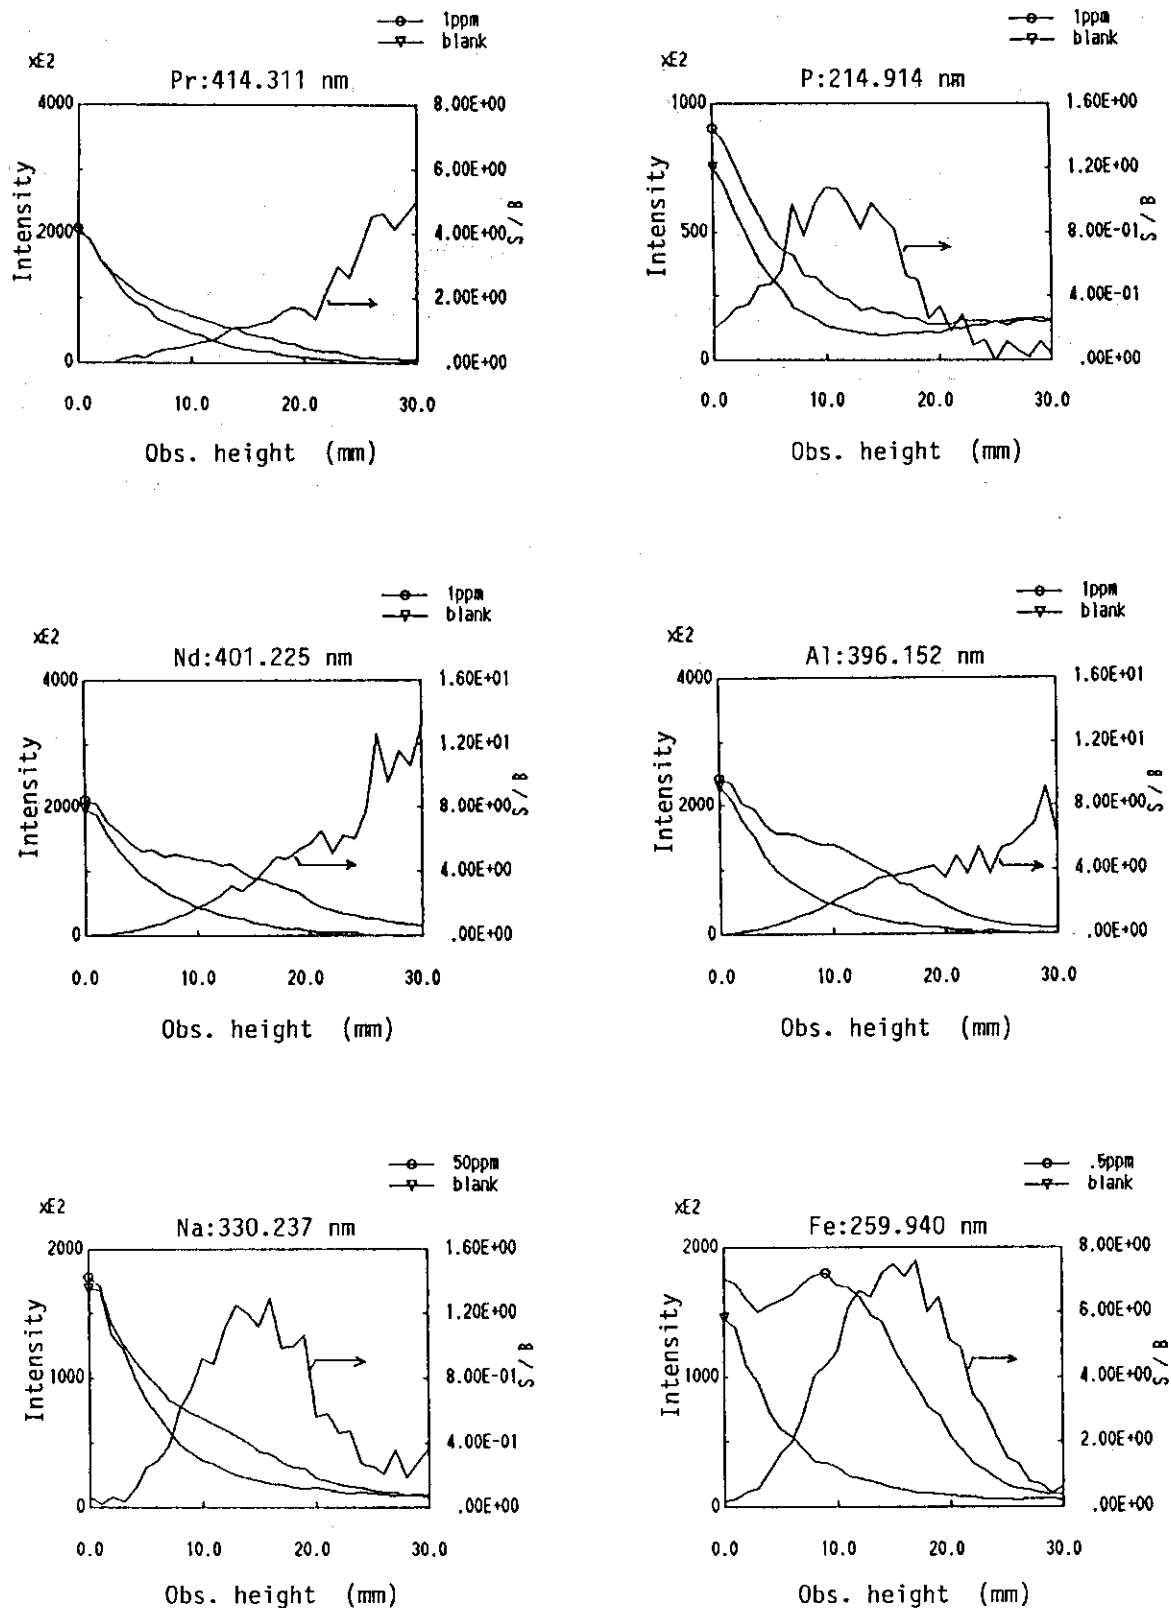 1ppm
blank
xE2
Pr:414.311 nm
4000
2000
0
Intensity
8.00E+00
6.00E+00
4.00E+00
2.00E+00
.00E+00
S / B
0.0 10.0 20.0 30.0
Obs. height (mm)
1ppm
blank
xE2
P:214.914 nm
1000
500
0
Intensity
1.60E+00
1.20E+00
8.00E-01
4.00E-01
.00E+00
S / B
0.0 10.0 20.0 30.0
Obs. height (mm)
1ppm
blank
xE2
Nd:401.225 nm
4000
2000
0
Intensity
1.60E+01
1.20E+01
8.00E+00
4.00E+00
.00E+00
S / B
0.0 10.0 20.0 30.0
Obs. height (mm)
1ppm
blank
xE2
Al:396.152 nm
4000
2000
0
Intensity
1.60E+01
1.20E+01
8.00E+00
4.00E+00
.00E+00
S / B
0.0 10.0 20.0 30.0
Obs. height (mm)
50ppm
blank
xE2
Na:330.237 nm
2000
1000
0
Intensity
1.60E+00
1.20E+00
8.00E-01
4.00E-01
.00E+00
S / B
0.0 10.0 20.0 30.0
Obs. height (mm)
.5ppm
blank
xE2
Fe:259.940 nm
2000
1000
0
Intensity
8.00E+00
6.00E+00
4.00E+00
2.00E+00
.00E+00
S / B
0.0 10.0 20.0 30.0
Obs. height (mm)